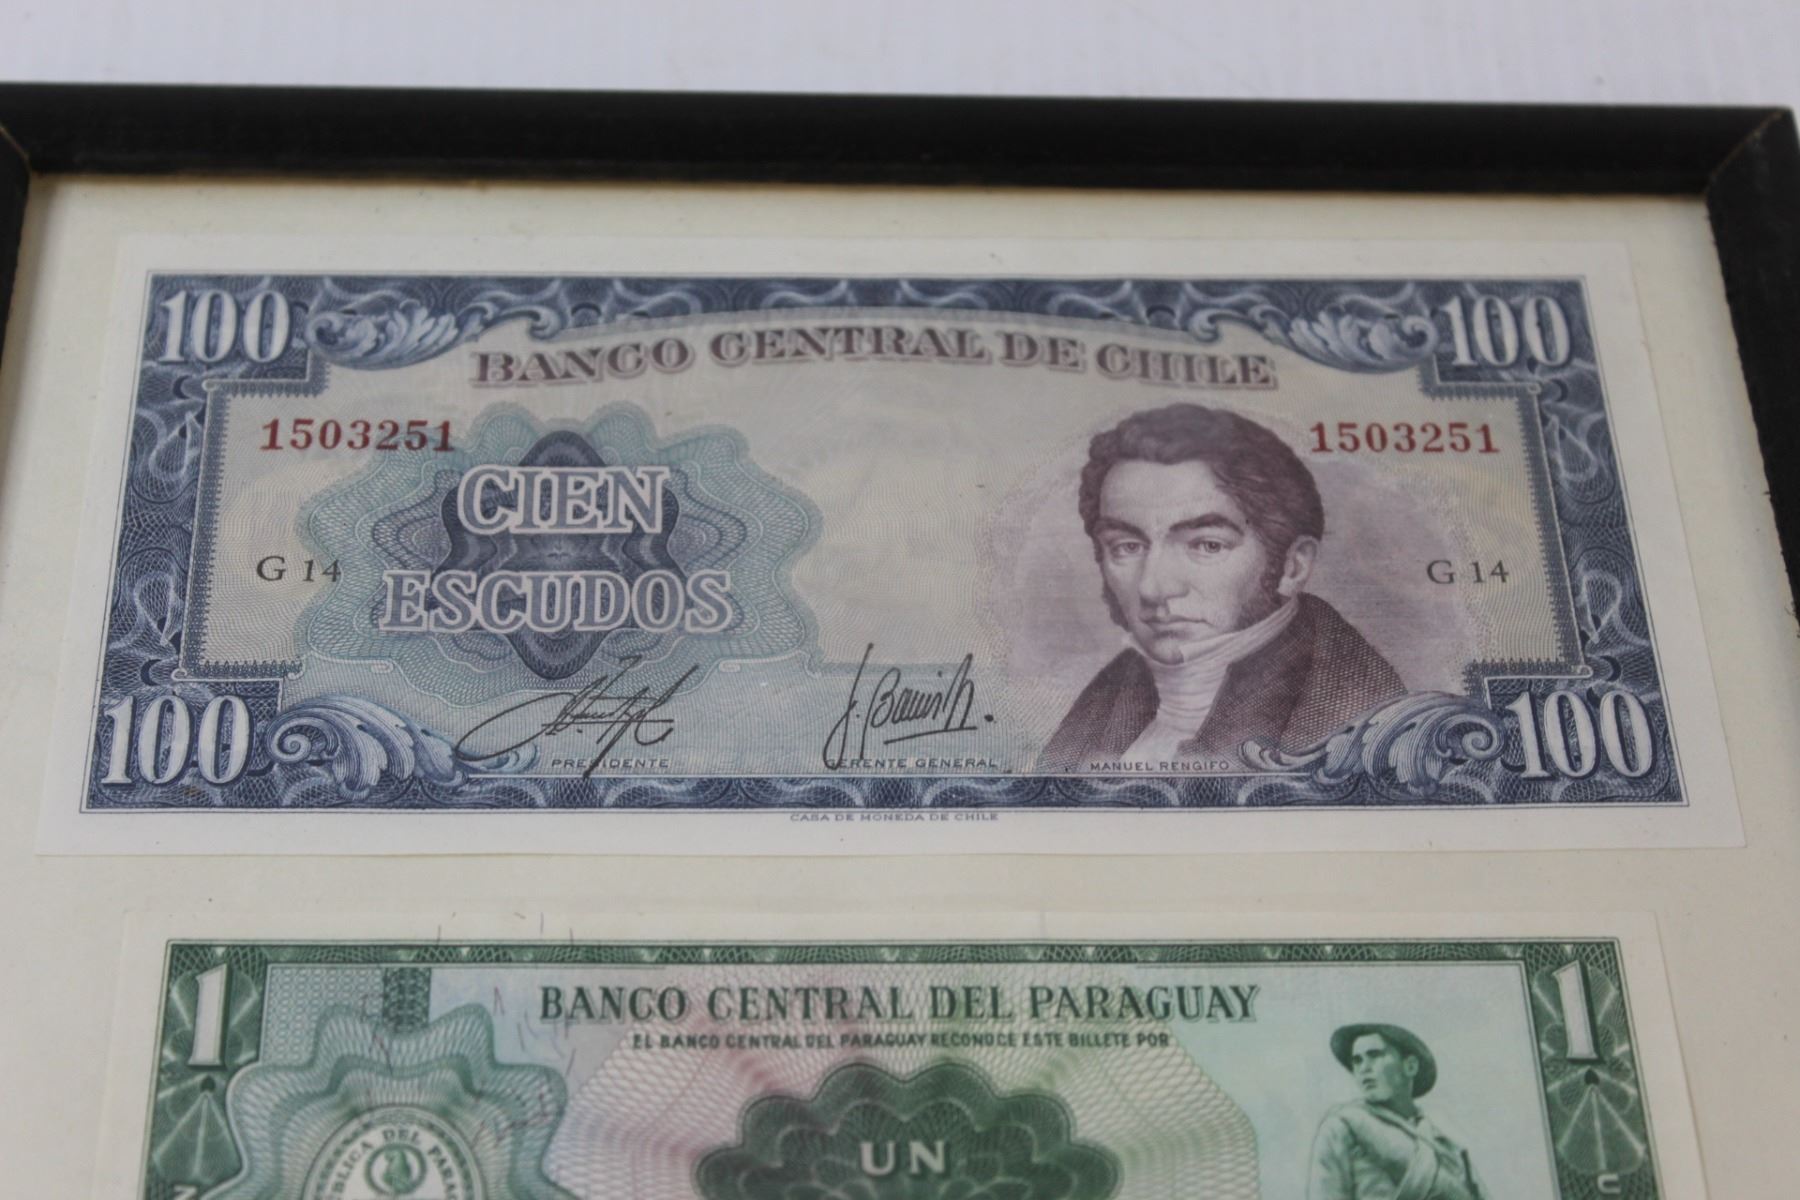 100 100
BANCO CENTRAL DE CHILE
1503251 1503251
CIEN
G 14 G 14
ESCUDOS
100 100
PRESIDENTE GERENTE GENERAL MANUEL RENGIFO
CASA DE MONEDA DE CHILE
1 1
BANCO CENTRAL DEL PARAGUAY
EL BANCO CENTRAL DEL PARAGUAY RECONOCE ESTE BILLETE POR
UN